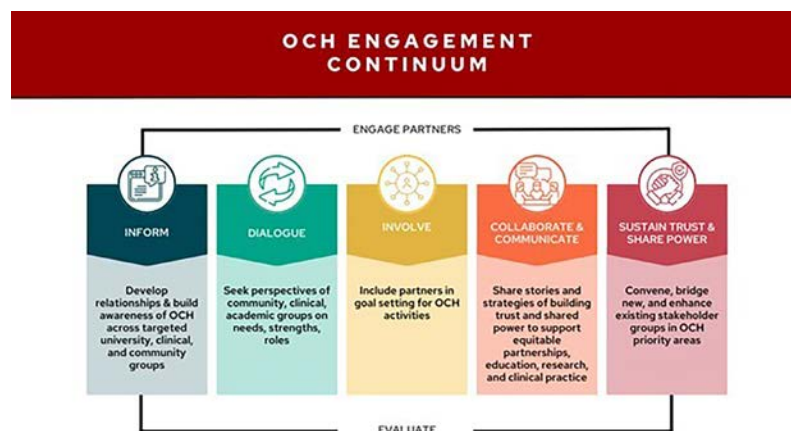 OCH ENGAGEMENT
CONTINUUM
ENGAGE PARTNERS
INFORM
Develop
relationships & build
awareness of OCH
across targeted
university, clinical,
and community
groups
DIALOGUE
Seek perspectives of
community, clinical,
academic groups on
needs, strengths,
roles
INVOLVE
Include partners in
goal setting for OCH
activities
COLLABORATE &
COMMUNICATE
Share stories and
strategies of building
trust and shared
power to support
equitable
partnerships,
education, research,
and clinical practice
SUSTAIN TRUST &
SHARE POWER
Convene, bridge
new, and enhance
existing stakeholder
groups in OCH
priority areas
EVALUATE